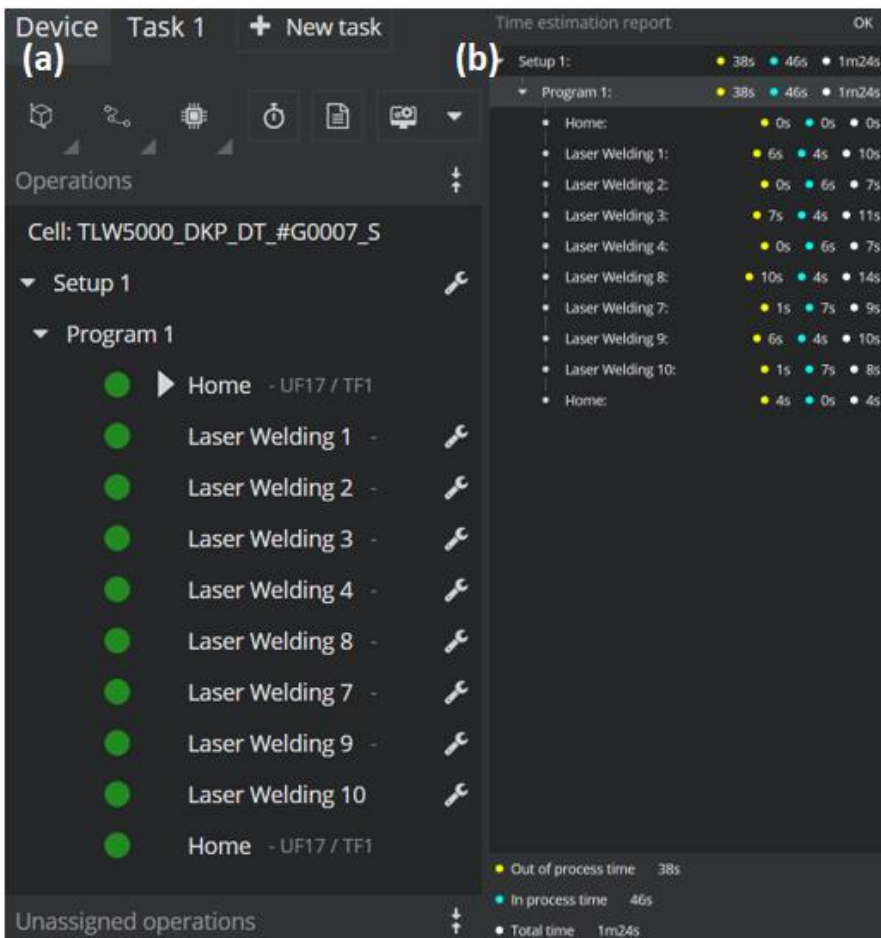 Device Task 1 + New task
(a)
Operations
Cell: TLW5000_DKP_DT_#G0007_S
Setup 1
Program 1
Home - UF17 / TF1
Laser Welding 1 -
Laser Welding 2 -
Laser Welding 3 -
Laser Welding 4 -
Laser Welding 8 -
Laser Welding 7 -
Laser Welding 9 -
Laser Welding 10
Home - UF17 / TF1
Unassigned operations
Time estimation report OK
(b)
Setup 1: 38s 46s 1m24s
Program 1: 38s 46s 1m24s
Home: 0s 0s 0s
Laser Welding 1: 6s 4s 10s
Laser Welding 2: 0s 6s 7s
Laser Welding 3: 7s 4s 11s
Laser Welding 4: 0s 6s 7s
Laser Welding 8: 10s 4s 14s
Laser Welding 7: 1s 7s 9s
Laser Welding 9: 6s 4s 10s
Laser Welding 10: 1s 7s 8s
Home: 4s 0s 4s
Out of process time 38s
In process time 46s
Total time 1m24s